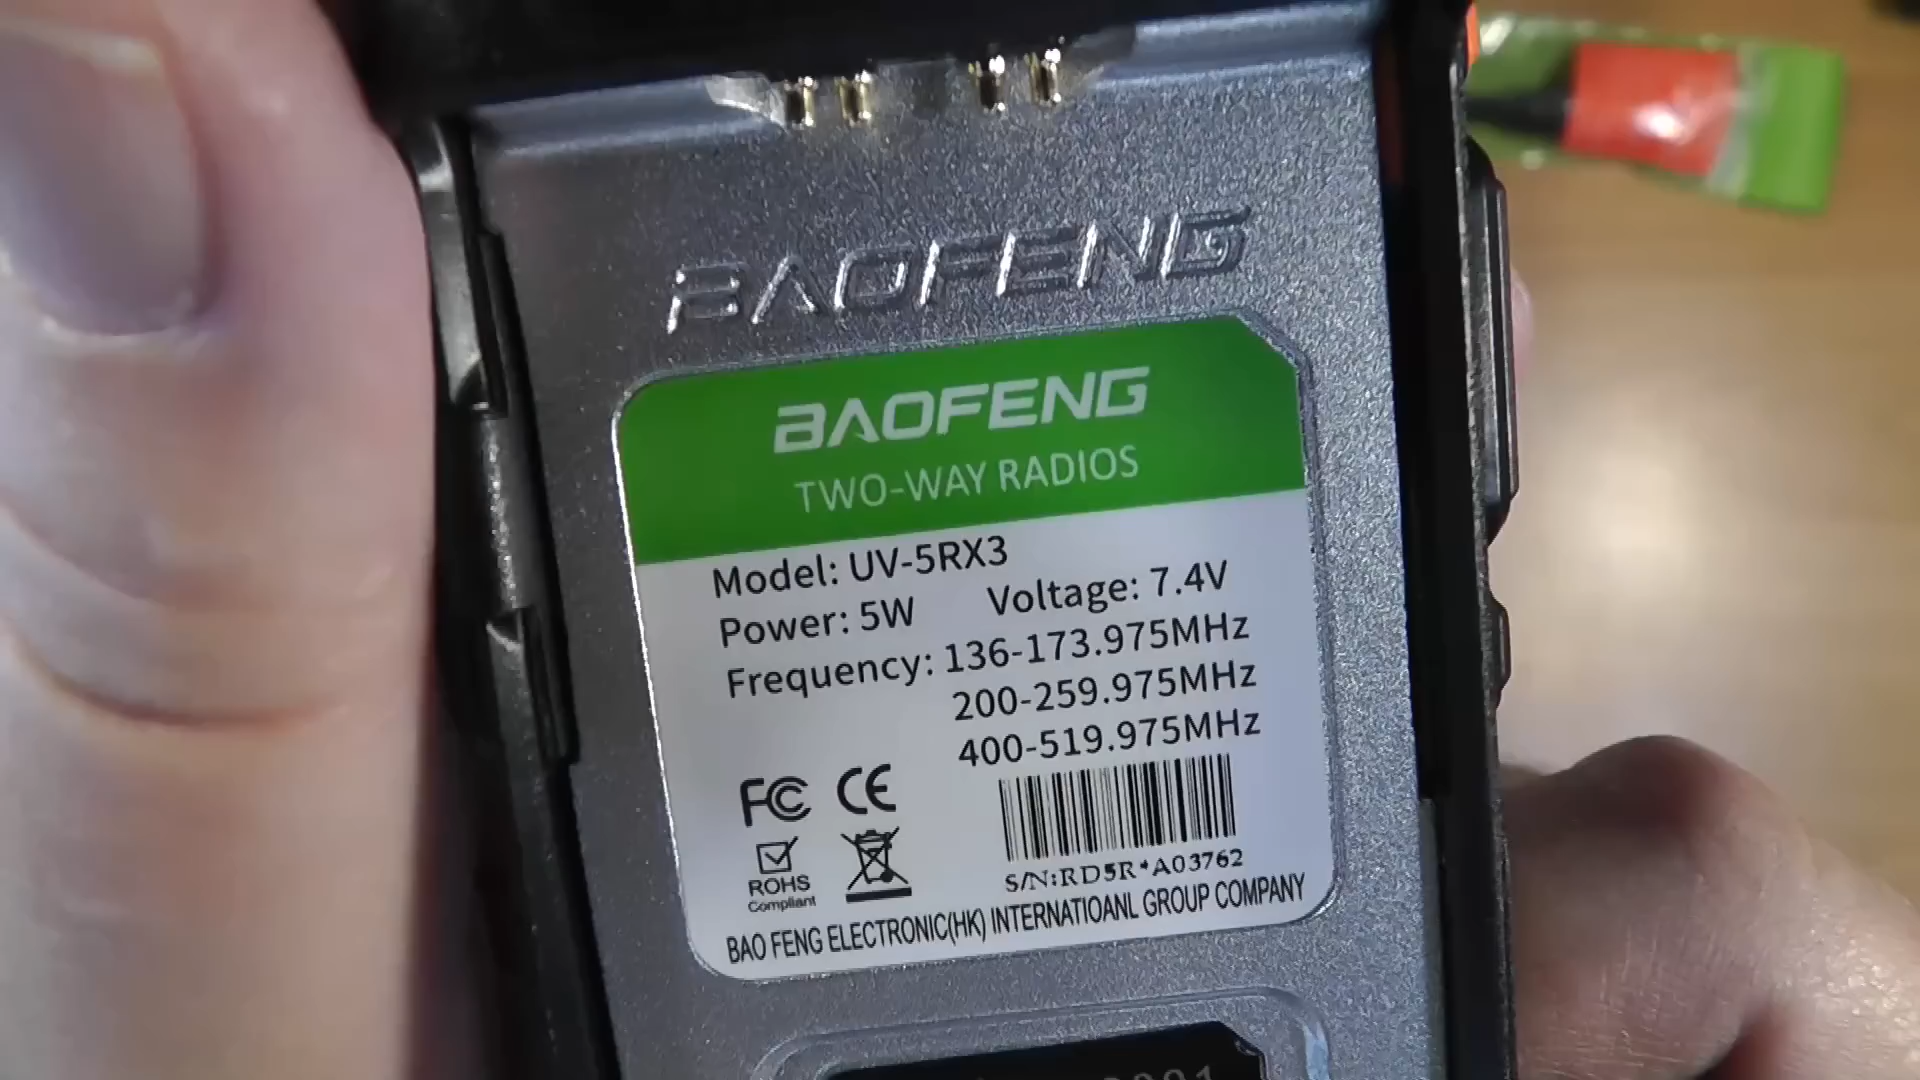 BAOFENG
BAOFENG
TWO-WAY RADIOS
Model: UV-5RX3
Power: 5W Voltage: 7.4V
Frequency: 136-173.975MHz
200-259.975MHz
400-519.975MHz
FC CE
ROHS
Compliant
S/N:RD5R*A03762
BAO FENG ELECTRONIC(HK) INTERNATIOANL GROUP COMPANY